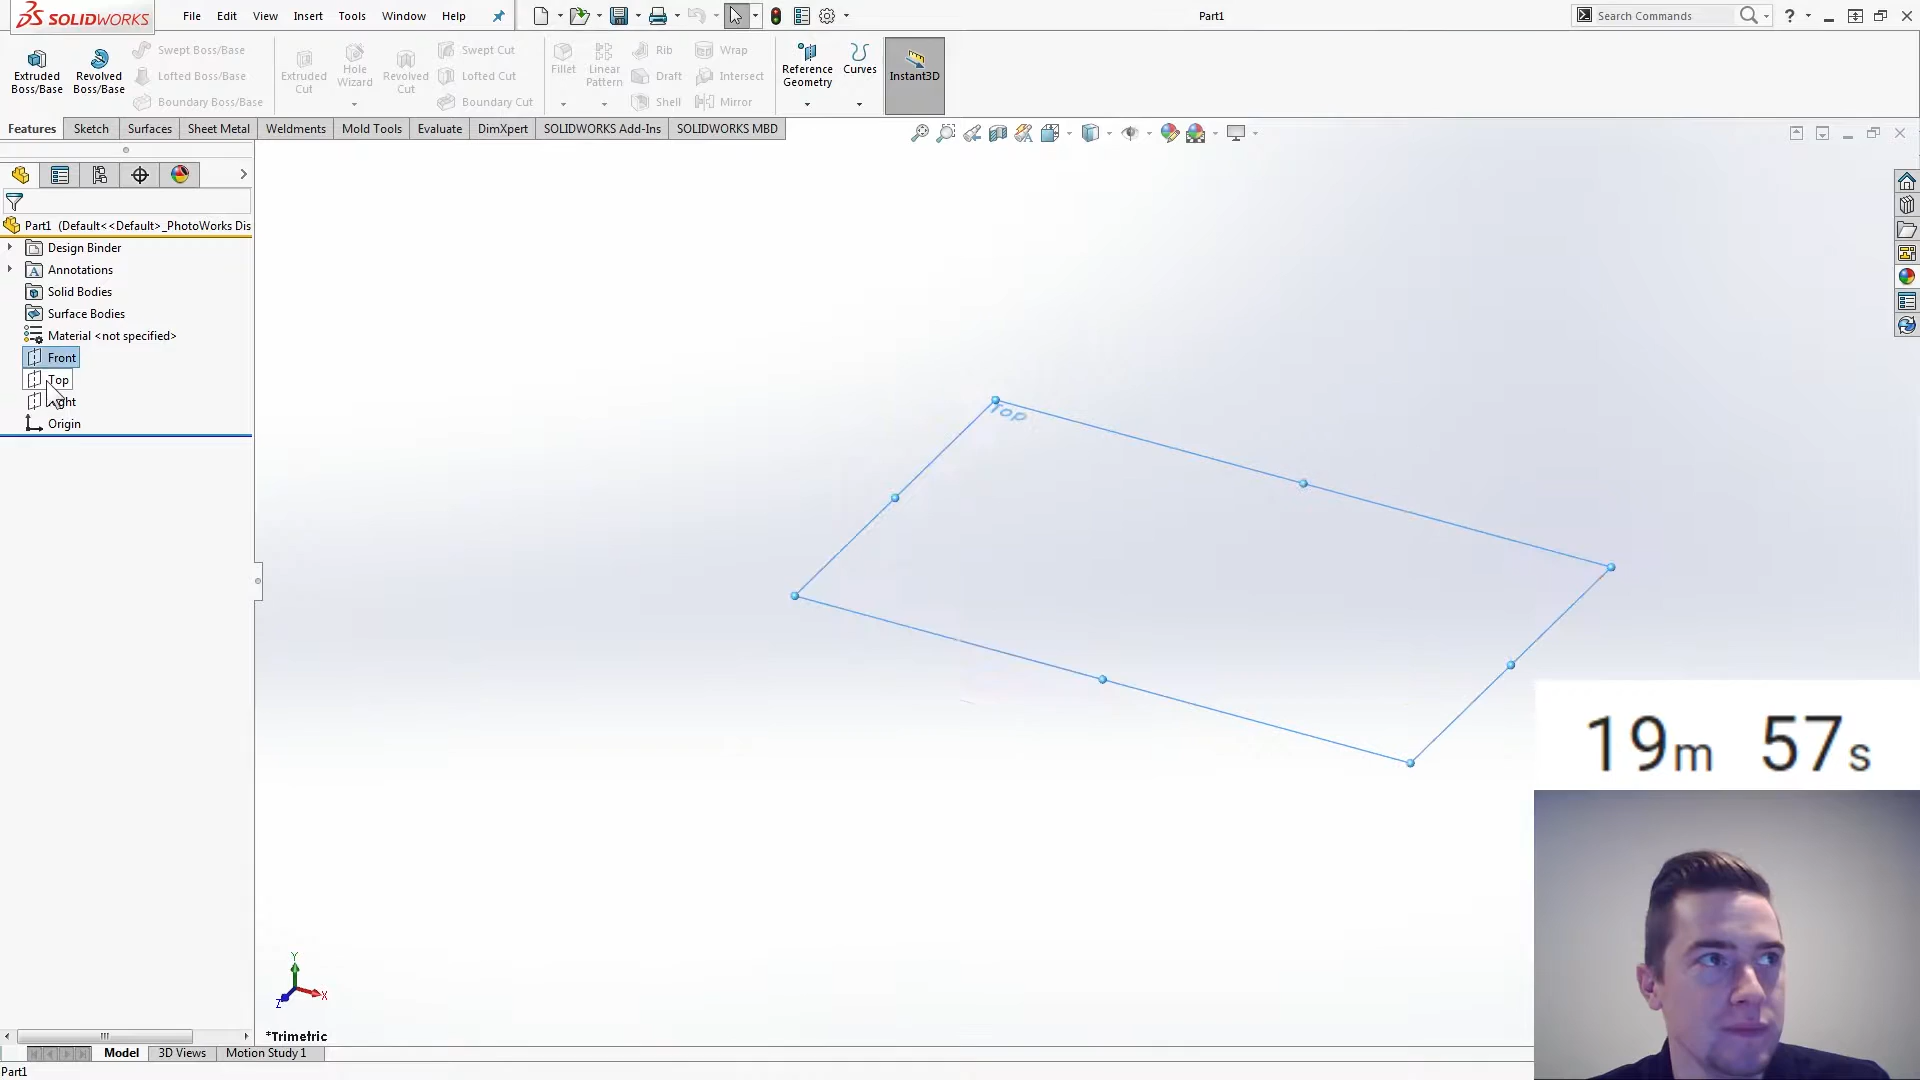 SOLIDWORKS File Edit View Insert Tools Window Help Part1 Search Commands ?
Extruded Boss/Base
Revolved Boss/Base
Swept Boss/Base
Lofted Boss/Base
Boundary Boss/Base
Extruded Cut
Hole Wizard
Revolved Cut
Swept Cut
Lofted Cut
Boundary Cut
Fillet
Linear Pattern
Rib
Draft
Shell
Wrap
Intersect
Mirror
Reference Geometry
Curves
Instant3D
Features Sketch Surfaces Sheet Metal Weldments Mold Tools Evaluate DimXpert SOLIDWORKS Add-Ins SOLIDWORKS MBD
Part1 (Default<<Default>_PhotoWorks Dis
Design Binder
A Annotations
Solid Bodies
Surface Bodies
Material <not specified>
Front
Top
Origin
Top
19m 57s
Y
X
Z
*Trimetric
Model 3D Views Motion Study 1
Part1